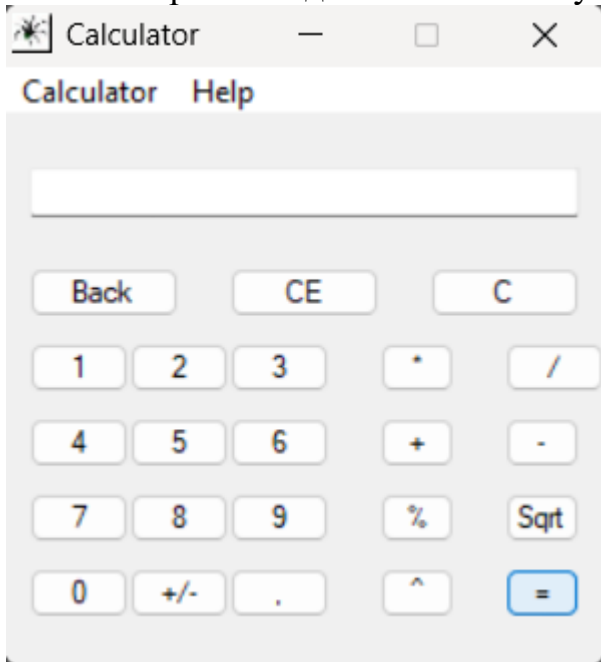 Calculator
Calculator Help
Back CE C
1 2 3 * /
4 5 6 + -
7 8 9 % Sqrt
0 +/- , ^ =